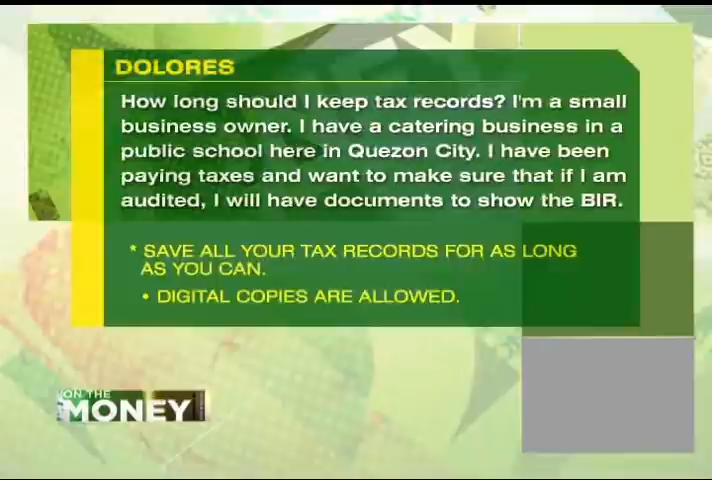 DOLORES
How long should I keep tax records? I'm a small
business owner. I have a catering business in a
public school here in Quezon City. I have been
paying taxes and want to make sure that if I am
audited, I will have documents to show the BIR.
* SAVE ALL YOUR TAX RECORDS FOR AS LONG
AS YOU CAN.
• DIGITAL COPIES ARE ALLOWED.
ON THE
MONEY